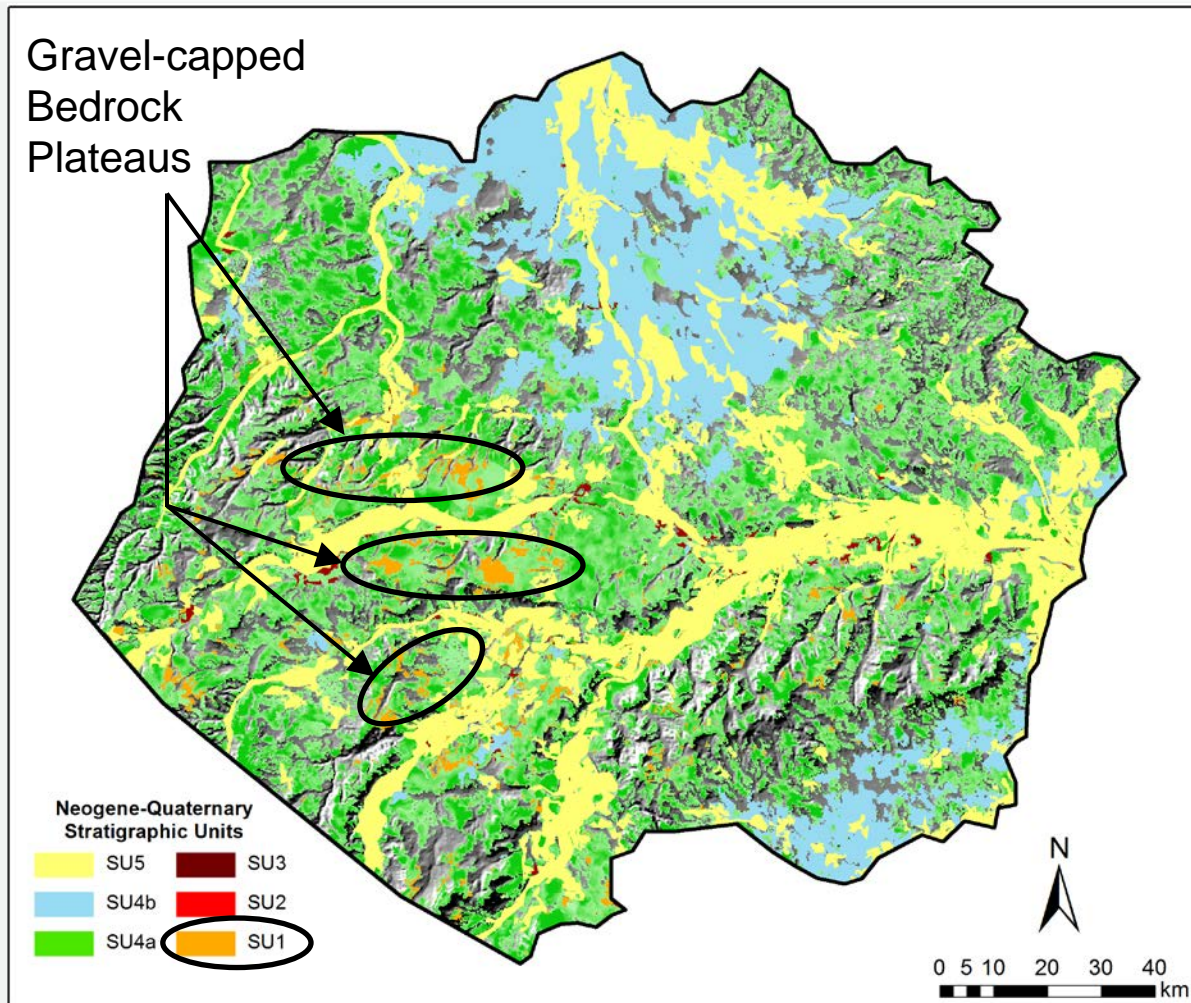 Gravel-capped
Bedrock
Plateaus
Neogene-Quaternary
Stratigraphic Units
SU5 SU3
SU4b SU2
SU4a SU1
N
0 5 10 20 30 40
km